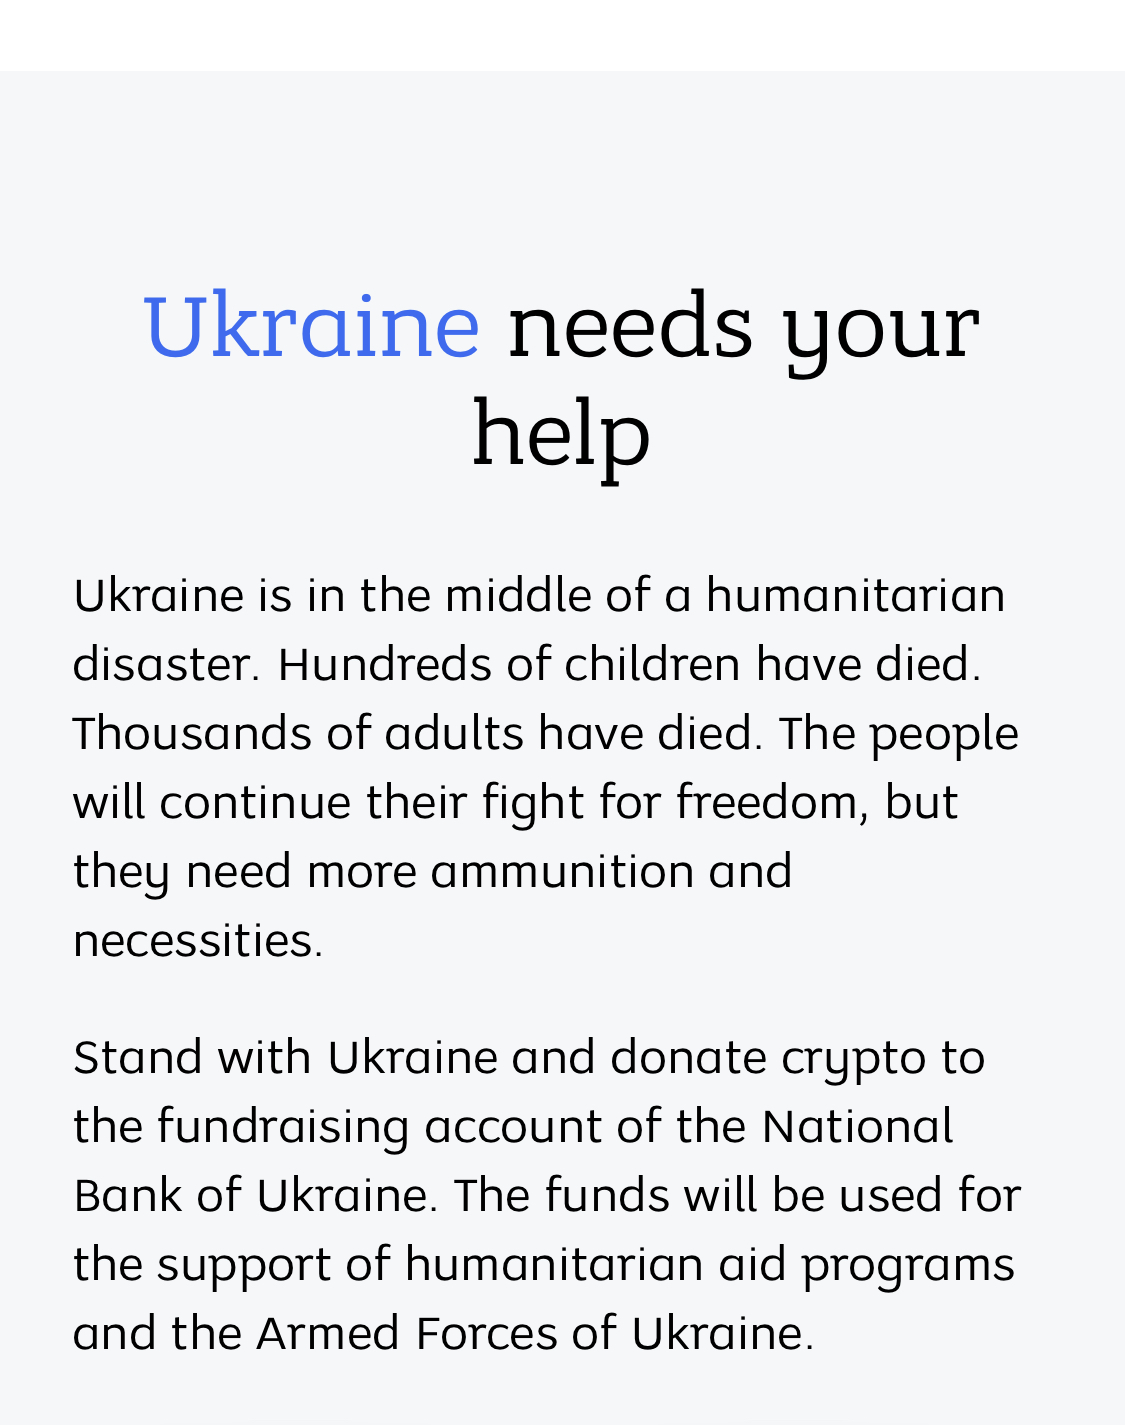 Ukraine needs your
help
Ukraine is in the middle of a humanitarian
disaster. Hundreds of children have died.
Thousands of adults have died. The people
will continue their fight for freedom, but
they need more ammunition and
necessities.
Stand with Ukraine and donate crypto to
the fundraising account of the National
Bank of Ukraine. The funds will be used for
the support of humanitarian aid programs
and the Armed Forces of Ukraine.